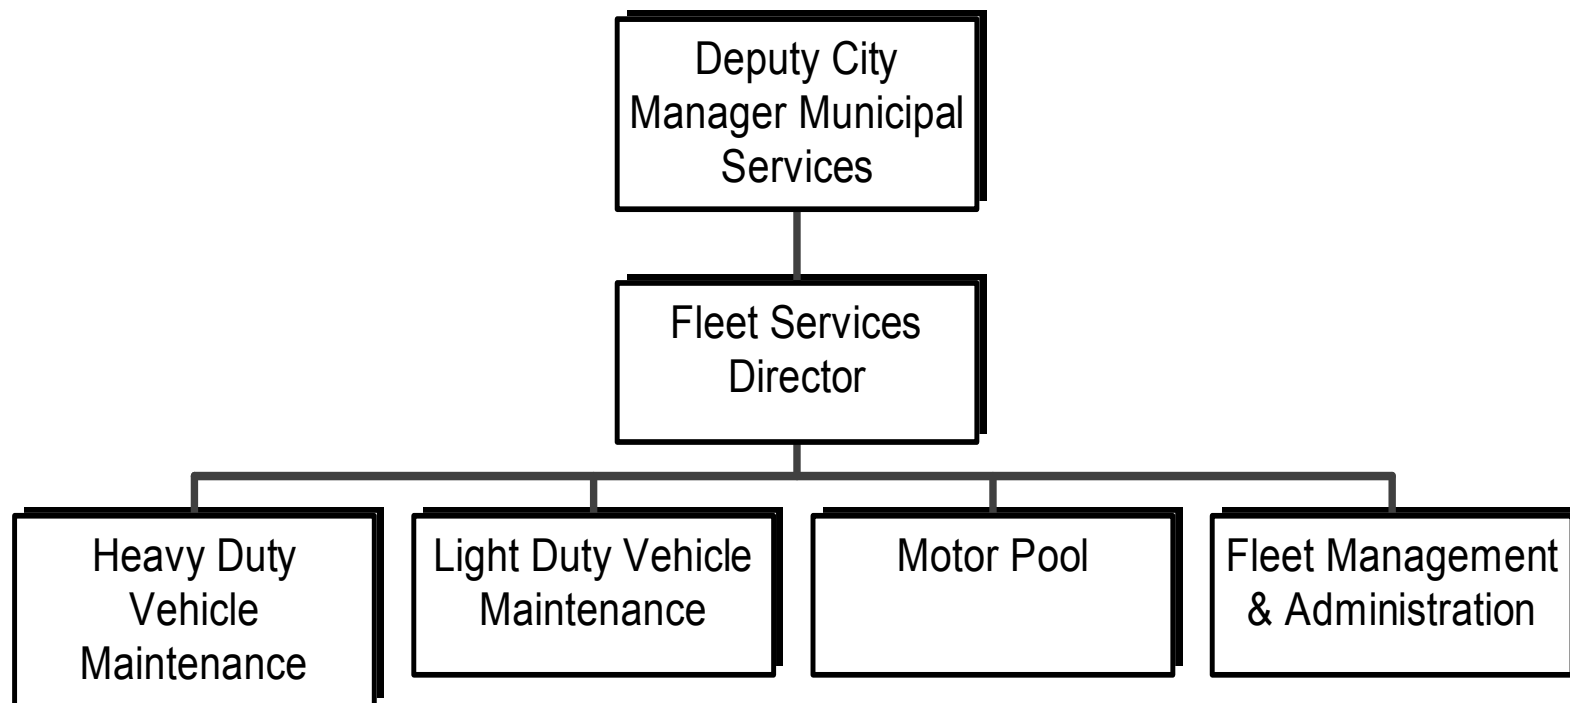 Deputy City
Manager Municipal
Services
Fleet Services
Director
Heavy Duty
Vehicle
Maintenance
Light Duty Vehicle
Maintenance
Motor Pool
Fleet Management
& Administration